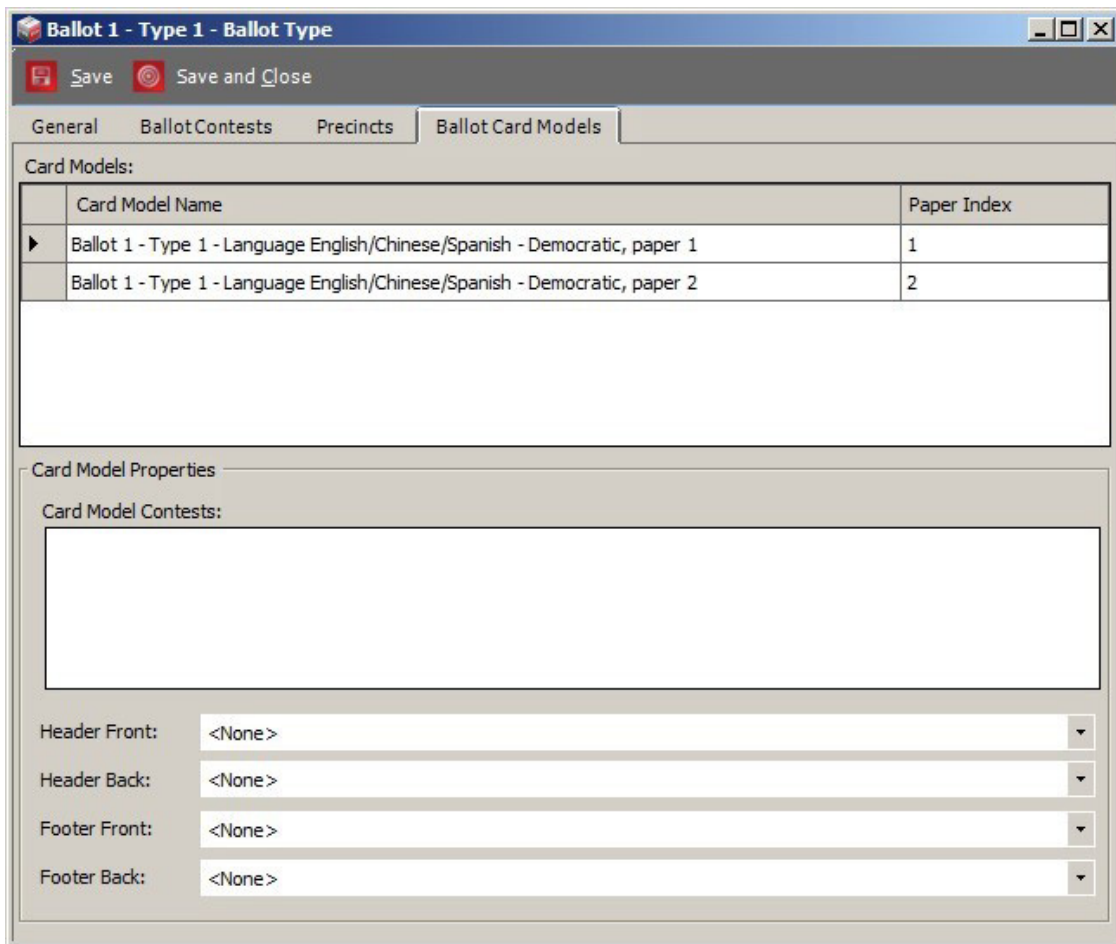 Ballot 1 - Type 1 - Ballot Type
Save Save and Close
General Ballot Contests Precincts Ballot Card Models
Card Models:
Card Model Name Paper Index
Ballot 1 - Type 1 - Language English/Chinese/Spanish - Democratic, paper 1 1
Ballot 1 - Type 1 - Language English/Chinese/Spanish - Democratic, paper 2 2
Card Model Properties
Card Model Contests:
Header Front: <None>
Header Back: <None>
Footer Front: <None>
Footer Back: <None>